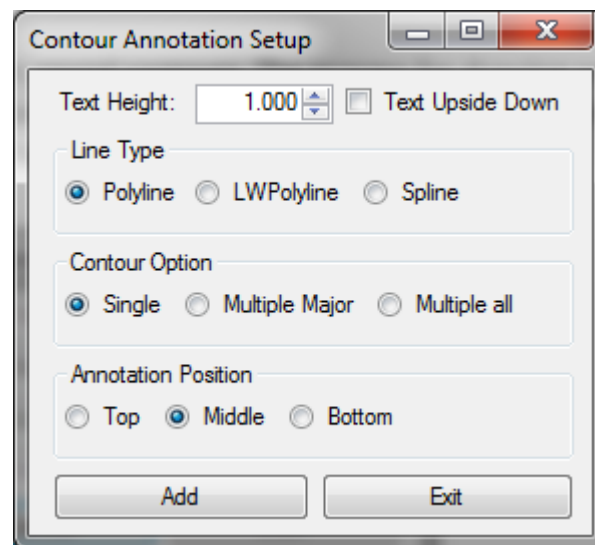 Contour Annotation Setup
Text Height: 1.000 Text Upside Down
Line Type
Polyline LWPolyline Spline
Contour Option
Single Multiple Major Multiple all
Annotation Position
Top Middle Bottom
Add Exit